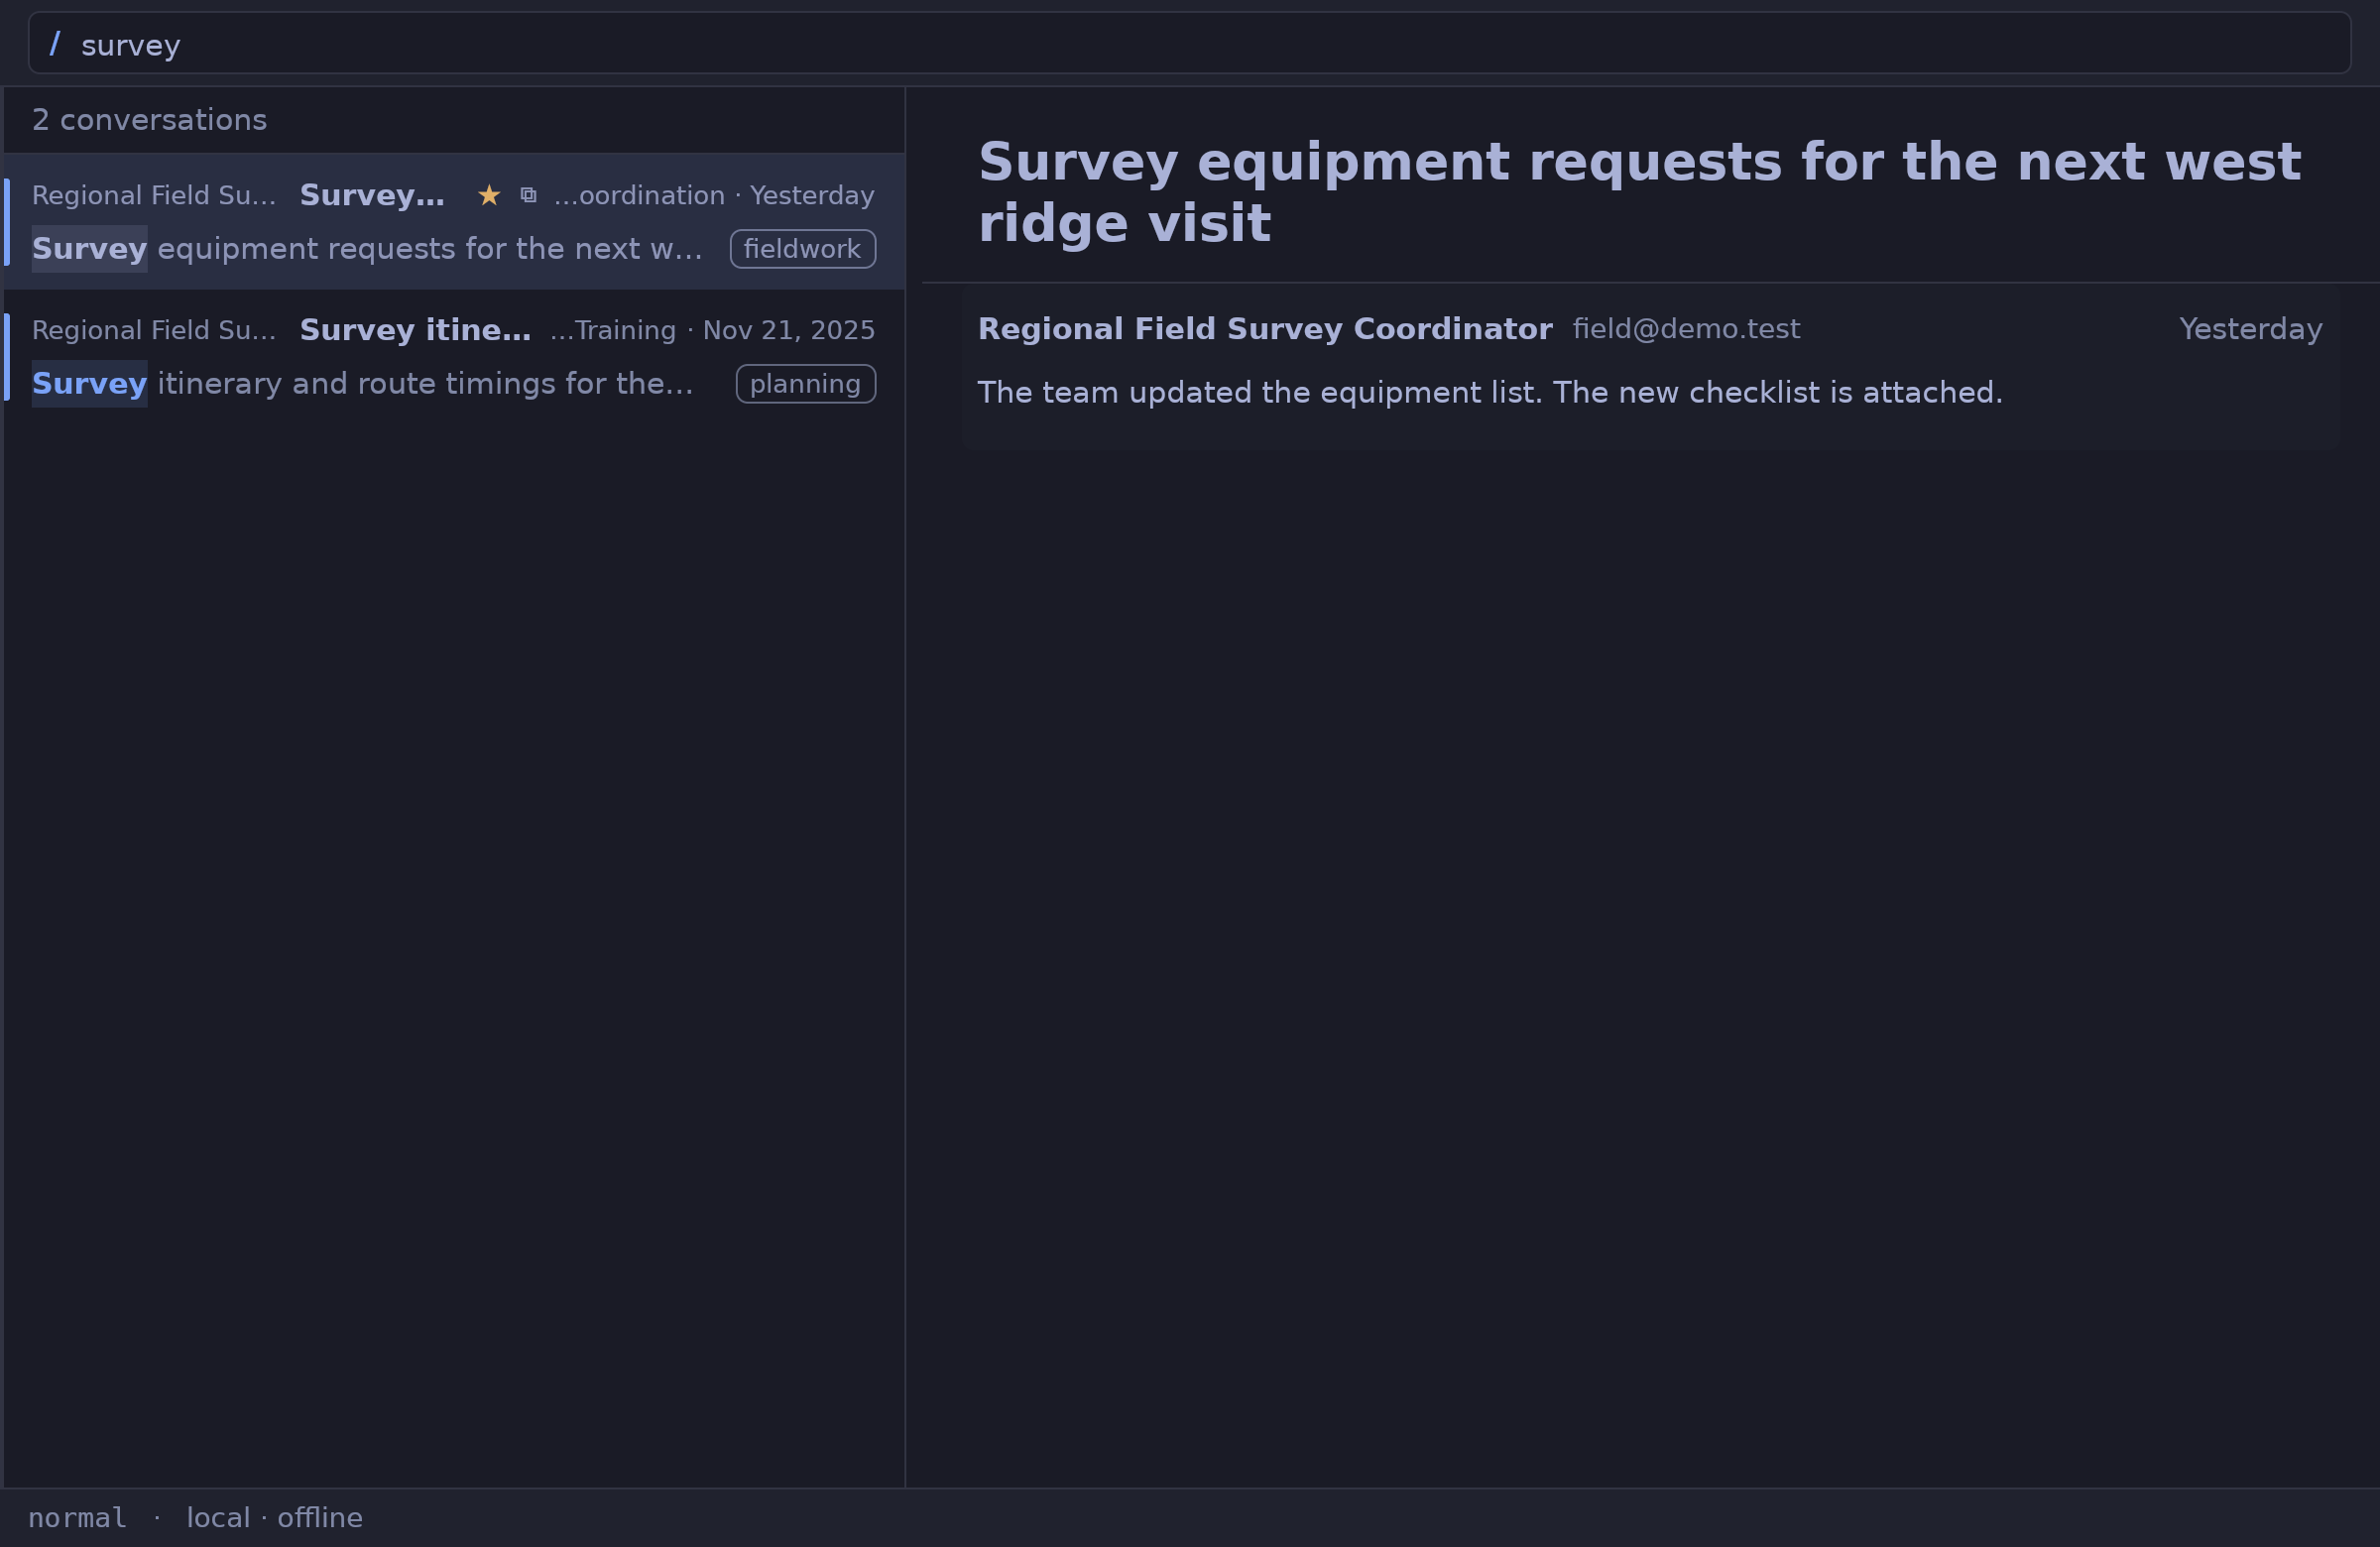 / survey
2 conversations
Regional Field Su… Survey… ★ …oordination · Yesterday
Survey equipment requests for the next w… fieldwork
Regional Field Su… Survey itine… …Training · Nov 21, 2025
Survey itinerary and route timings for the… planning
Survey equipment requests for the next west
ridge visit
Regional Field Survey Coordinator field@demo.test Yesterday
The team updated the equipment list. The new checklist is attached.
normal · local · offline